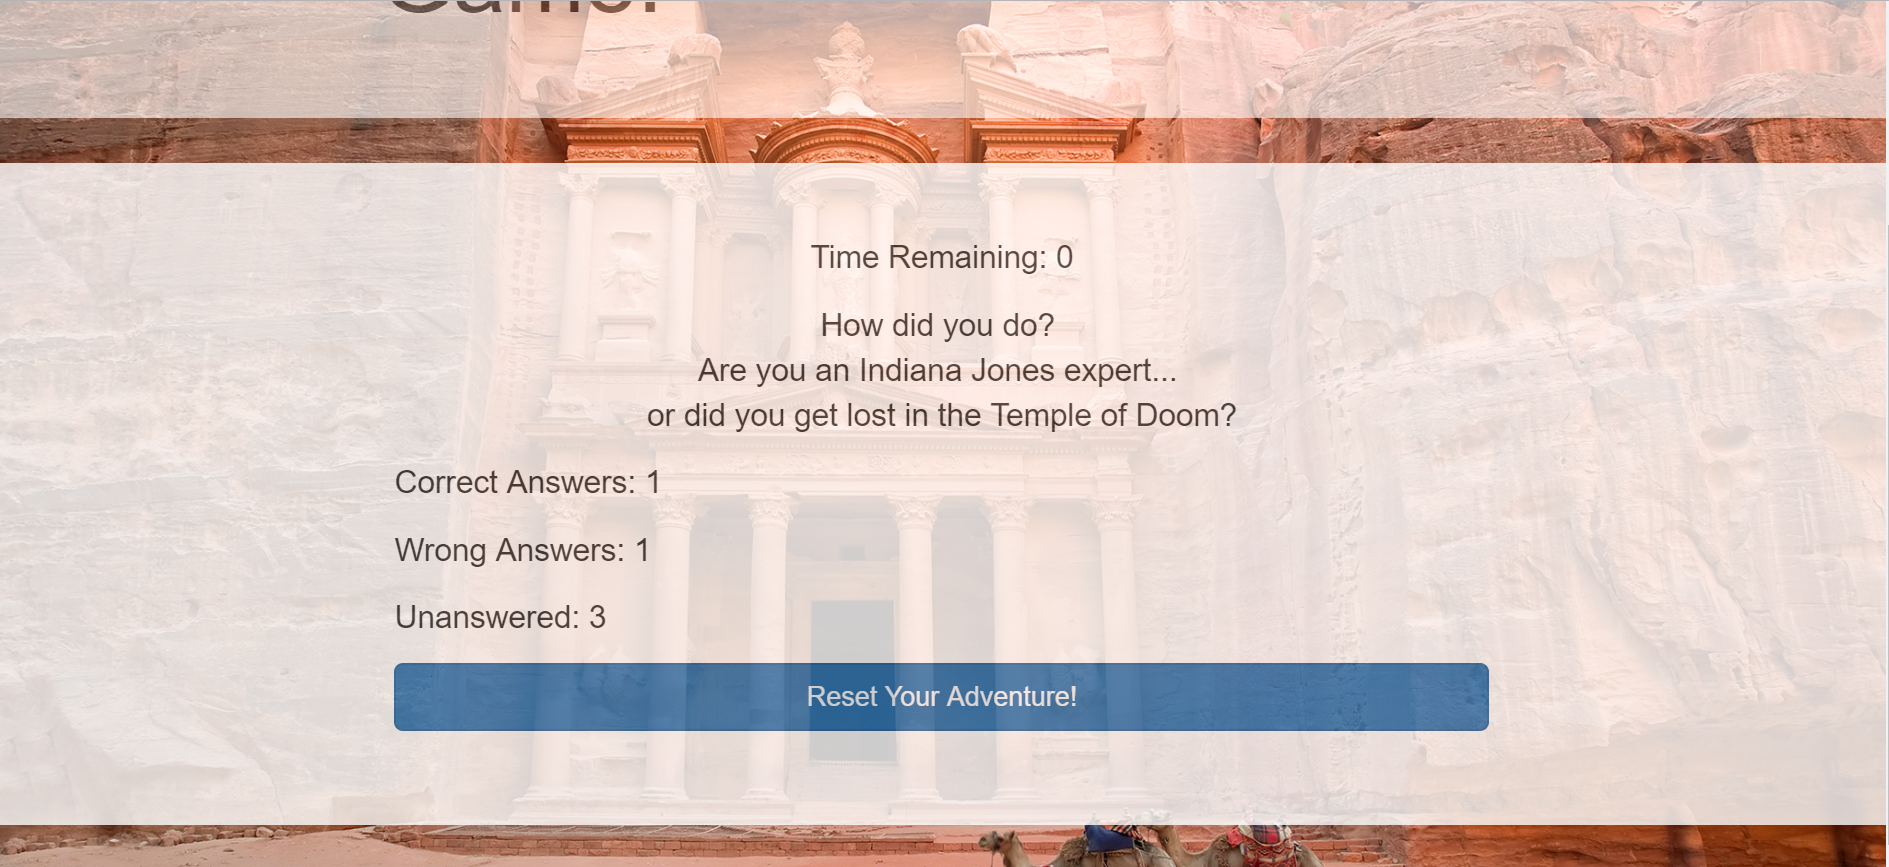 Time Remaining: 0
How did you do?
Are you an Indiana Jones expert...
or did you get lost in the Temple of Doom?
Correct Answers: 1
Wrong Answers: 1
Unanswered: 3
Reset Your Adventure!